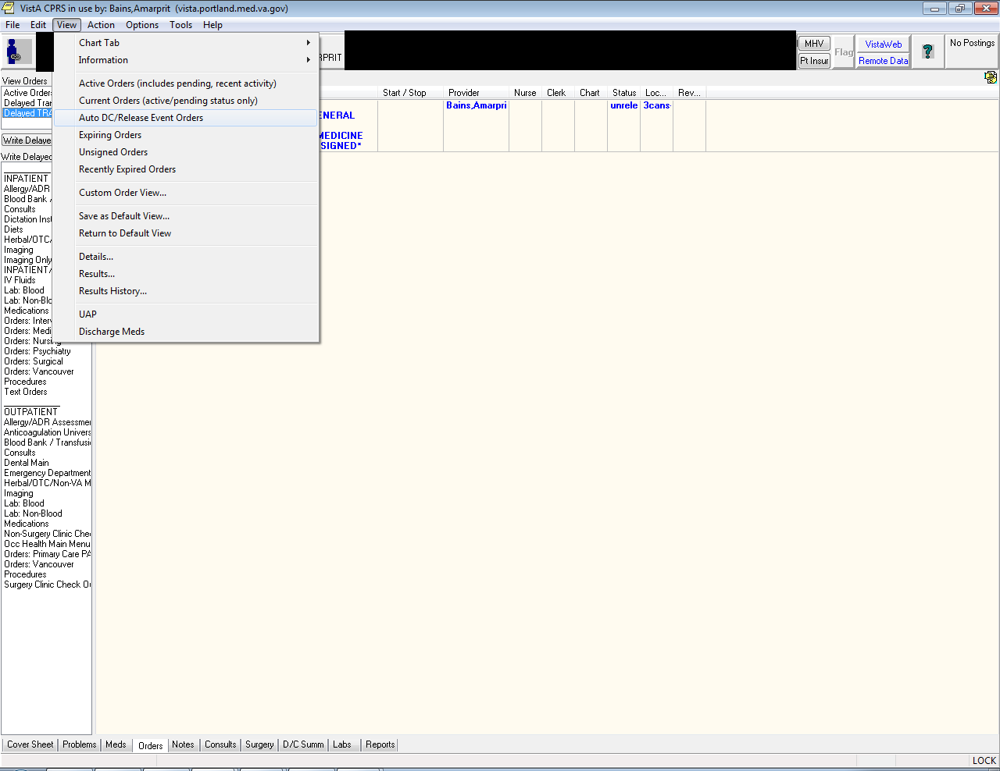 VistA CPRS in use by: Bains,Amarprit (vista.portland.med.va.gov)
File Edit View Action Options Tools Help
RPRIT
MHV
Pt Insur
Flag
VistaWeb
Remote Data
?
No Postings
Chart Tab
Information
Active Orders (includes pending, recent activity)
Current Orders (active/pending status only)
Auto DC/Release Event Orders
Expiring Orders
Unsigned Orders
Recently Expired Orders
Custom Order View...
Save as Default View...
Return to Default View
Details...
Results...
Results History...
UAP
Discharge Meds
View Orders
Active Orders
Delayed Tran
Delayed TRA
Write Delaye
Write Delayed
INPATIENT
Allergy/ADR
Blood Bank /
Consults
Dictation Inst
Diets
Herbal/OTC/
Imaging
Imaging Only
INPATIENT/
IV Fluids
Lab: Blood
Lab: Non-Blo
Medications
Orders: Interv
Orders: Medi
Orders: Nursing
Orders: Psychiatry
Orders: Surgical
Orders: Vancouver
Procedures
Text Orders
OUTPATIENT
Allergy/ADR Assessmen
Anticoagulation Univers
Blood Bank / Transfusi
Consults
Dental Main
Emergency Department
Herbal/OTC/Non-VA M
Imaging
Lab: Blood
Lab: Non-Blood
Medications
Non-Surgery Clinic Che
Occ Health Main Menu
Orders: Primary Care PA
Orders: Vancouver
Procedures
Surgery Clinic Check Ou
Start / Stop Provider Nurse Clerk Chart Status Loc... Rev...
Bains,Amarpri unrele 3cans-
ENERAL
MEDICINE
SIGNED*
Cover Sheet Problems Meds Orders Notes Consults Surgery D/C Summ Labs Reports
LOCK